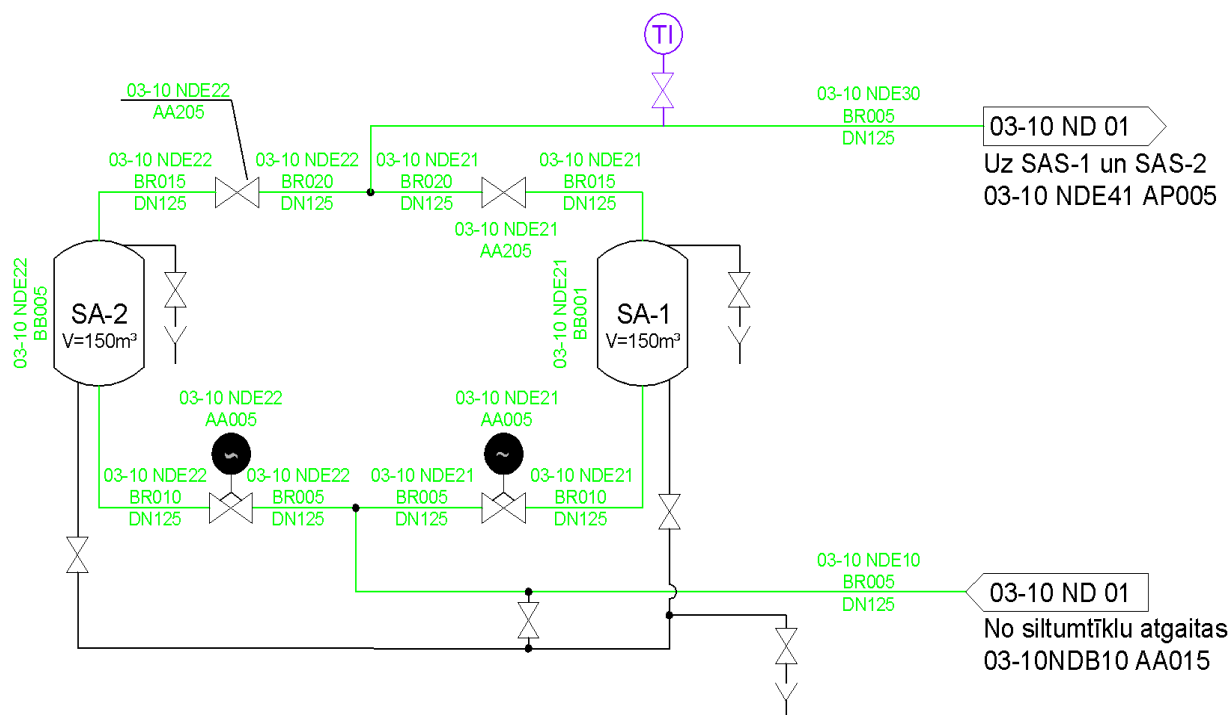 TI
03-10 NDE22
AA205
03-10 NDE30
BR005
DN125
03-10 ND 01
Uz SAS-1 un SAS-2
03-10 NDE41 AP005
03-10 NDE22
BR015
DN125
03-10 NDE22
BR020
DN125
03-10 NDE21
BR020
DN125
03-10 NDE21
BR015
DN125
03-10 NDE21
AA205
03-10 NDE22
BB005
SA-2
V=150m³
03-10 NDE21
BB001
SA-1
V=150m³
03-10 NDE22
AA005
03-10 NDE21
AA005
~
~
03-10 NDE22
BR010
DN125
03-10 NDE22
BR005
DN125
03-10 NDE21
BR005
DN125
03-10 NDE21
BR010
DN125
03-10 NDE10
BR005
DN125
03-10 ND 01
No siltumtīklu atgaitas
03-10NDB10 AA015